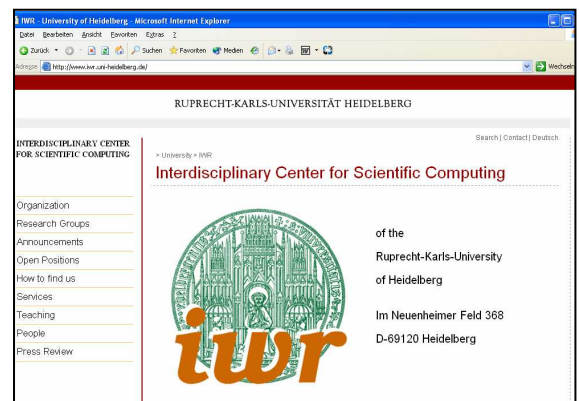 IWR - University of Heidelberg - Microsoft Internet Explorer
Datei Bearbeiten Ansicht Favoriten Extras ?
Zurück Suchen Favoriten Medien
Adresse http://www.iwr.uni-heidelberg.de/ Wechseln
RUPRECHT-KARLS-UNIVERSITÄT HEIDELBERG
Search | Contact | Deutsch
INTERDISCIPLINARY CENTER
FOR SCIENTIFIC COMPUTING
» University » IWR
Interdisciplinary Center for Scientific Computing
Organization
Research Groups
Announcements
Open Positions
How to find us
Services
Teaching
People
Press Review
iwr
of the
Ruprecht-Karls-University
of Heidelberg
Im Neuenheimer Feld 368
D-69120 Heidelberg